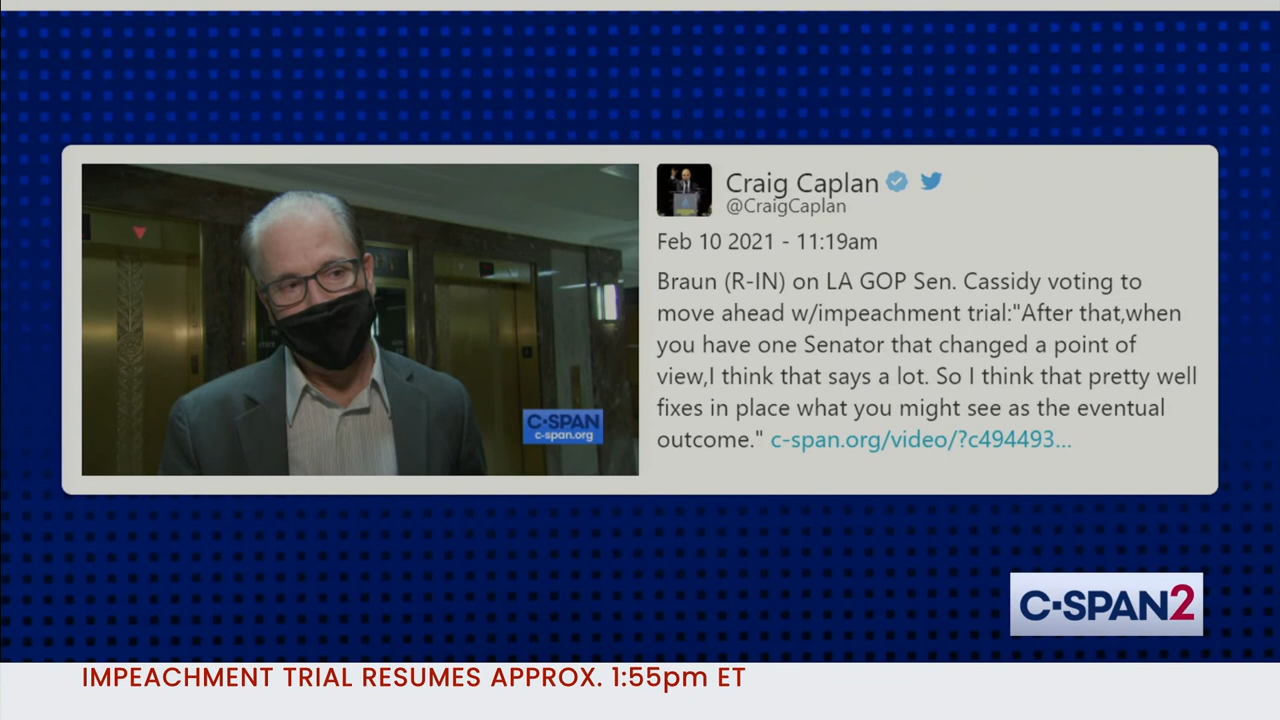 Craig Caplan
@CraigCaplan
Feb 10 2021 - 11:19am
Braun (R-IN) on LA GOP Sen. Cassidy voting to
move ahead w/impeachment trial:"After that,when
you have one Senator that changed a point of
view,I think that says a lot. So I think that pretty well
fixes in place what you might see as the eventual
outcome." c-span.org/video/?c494493...
C-SPAN
c-span.org
C-SPAN2
IMPEACHMENT TRIAL RESUMES APPROX. 1:55pm ET